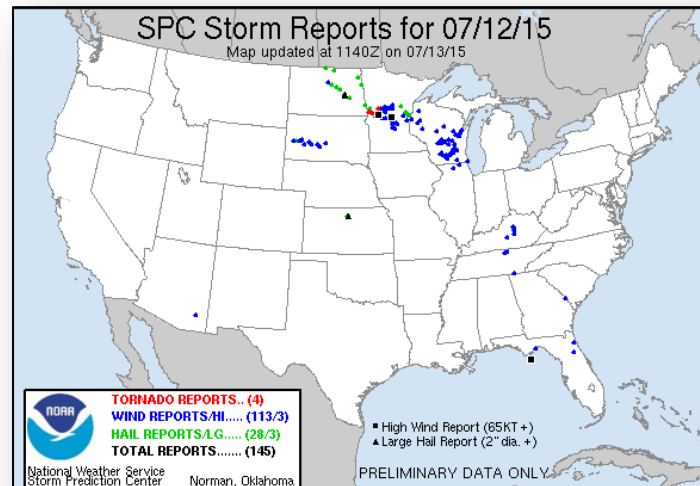 SPC Storm Reports for 07/12/15
Map updated at 1140Z on 07/13/15
NOAA
TORNADO REPORTS.. (4)
WIND REPORTS/HI..... (113/3)
HAIL REPORTS/LG..... (28/3)
TOTAL REPORTS....... (145)
National Weather Service
Storm Prediction Center Norman, Oklahoma
High Wind Report (65KT +)
Large Hail Report (2" dia. +)
PRELIMINARY DATA ONLY